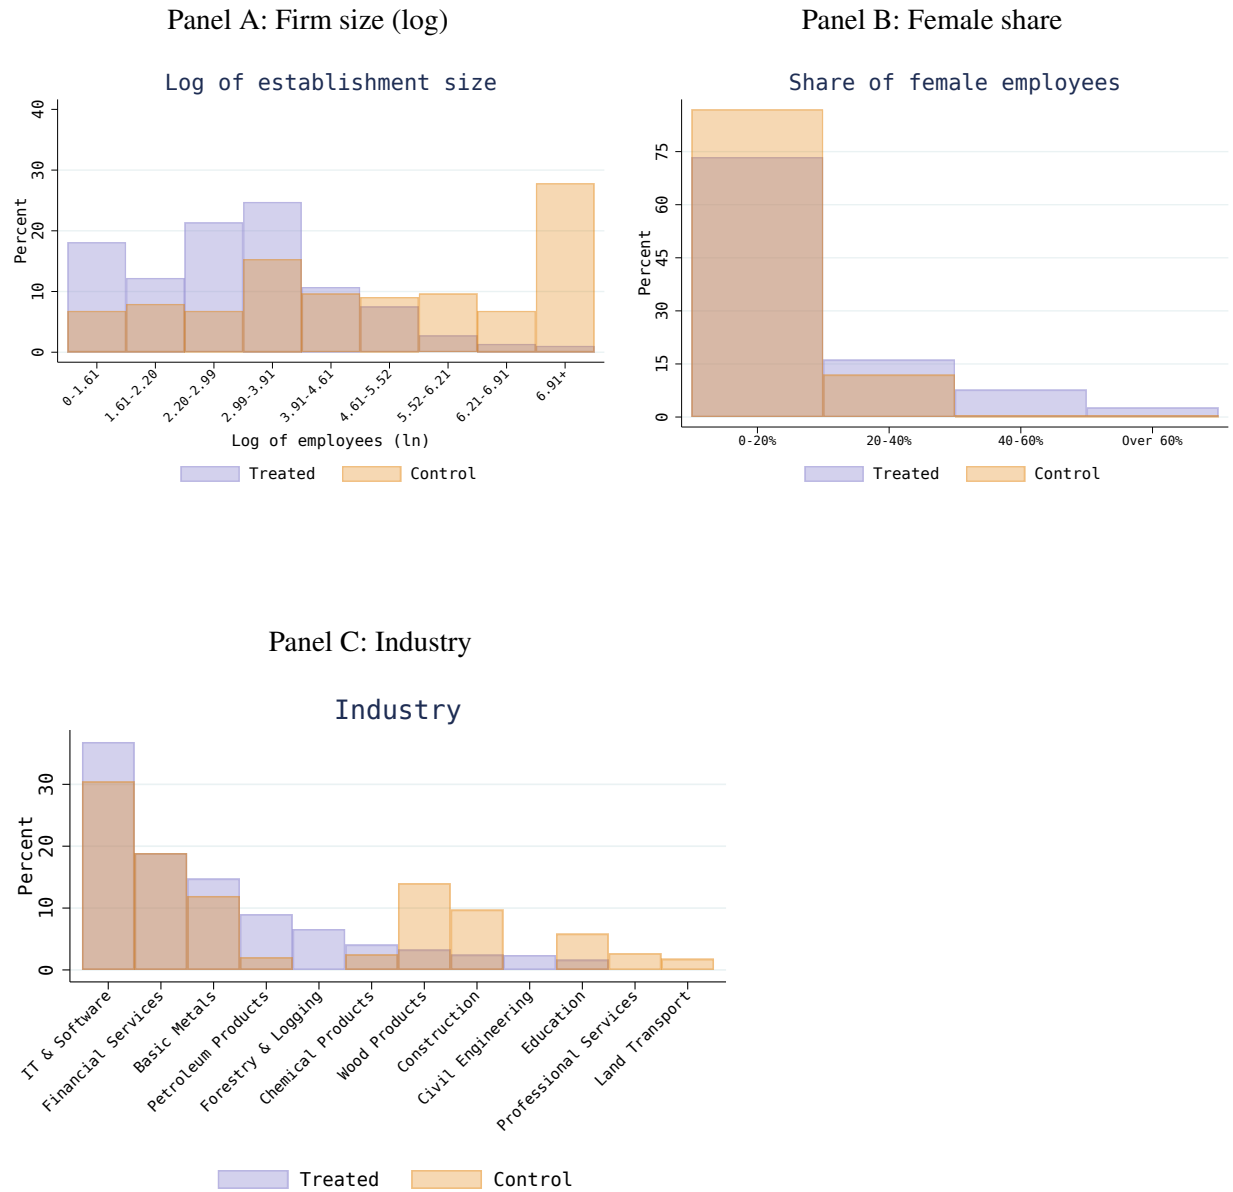 Panel A: Firm size (log)
Log of establishment size
Percent
40
30
20
10
0
0-1.61
1.61-2.20
2.20-2.99
2.99-3.91
3.91-4.61
4.61-5.52
5.52-6.21
6.21-6.91
6.91+
Log of employees (ln)
Treated
Control
Panel B: Female share
Share of female employees
Percent
75
60
45
30
15
0
0-20%
20-40%
40-60%
Over 60%
Treated
Control
Panel C: Industry
Industry
Percent
30
20
10
0
IT & Software
Financial Services
Basic Metals
Petroleum Products
Forestry & Logging
Chemical Products
Wood Products
Construction
Civil Engineering
Education
Professional Services
Land Transport
Treated
Control